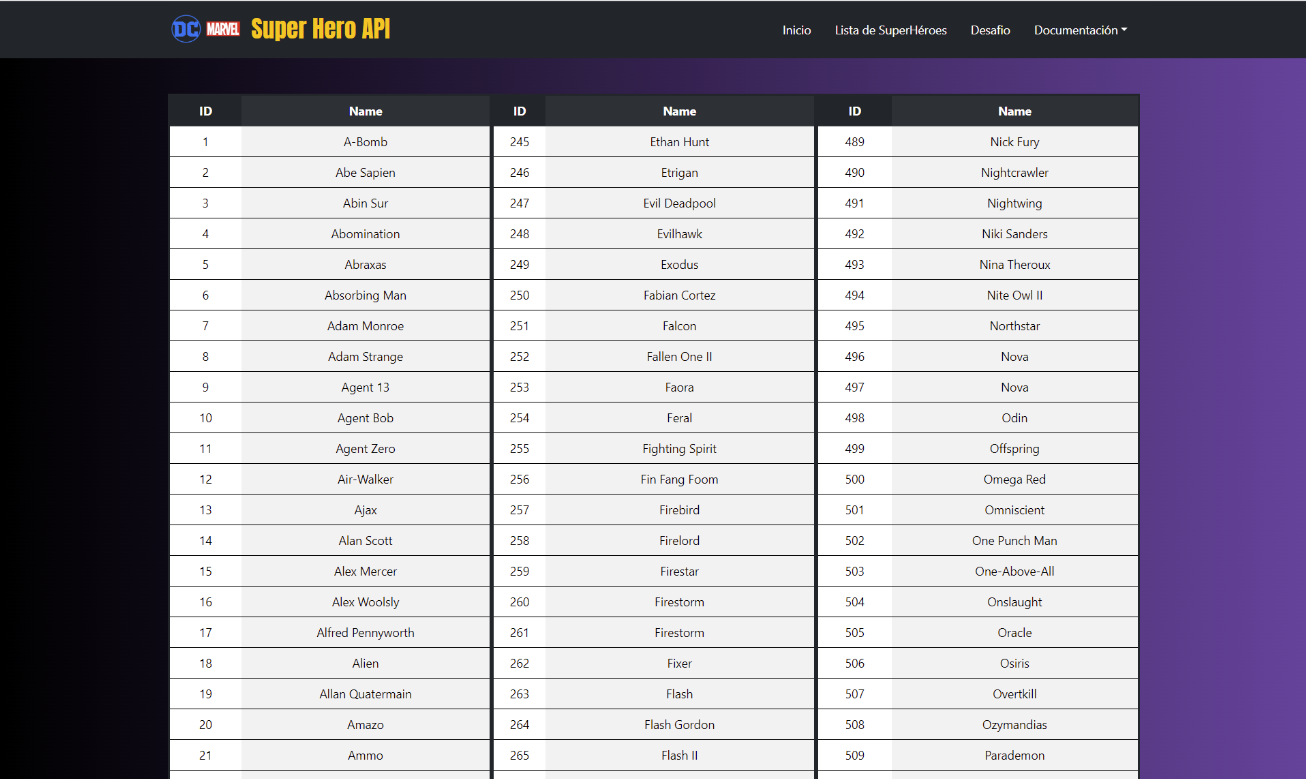 DC MARVEL Super Hero API Inicio Lista de SuperHéroes Desafio Documentación
ID Name ID Name ID Name
1 A-Bomb 245 Ethan Hunt 489 Nick Fury
2 Abe Sapien 246 Etrigan 490 Nightcrawler
3 Abin Sur 247 Evil Deadpool 491 Nightwing
4 Abomination 248 Evilhawk 492 Niki Sanders
5 Abraxas 249 Exodus 493 Nina Theroux
6 Absorbing Man 250 Fabian Cortez 494 Nite Owl II
7 Adam Monroe 251 Falcon 495 Northstar
8 Adam Strange 252 Fallen One II 496 Nova
9 Agent 13 253 Faora 497 Nova
10 Agent Bob 254 Feral 498 Odin
11 Agent Zero 255 Fighting Spirit 499 Offspring
12 Air-Walker 256 Fin Fang Foom 500 Omega Red
13 Ajax 257 Firebird 501 Omniscient
14 Alan Scott 258 Firelord 502 One Punch Man
15 Alex Mercer 259 Firestar 503 One-Above-All
16 Alex Woolsly 260 Firestorm 504 Onslaught
17 Alfred Pennyworth 261 Firestorm 505 Oracle
18 Alien 262 Fixer 506 Osiris
19 Allan Quatermain 263 Flash 507 Overtkill
20 Amazo 264 Flash Gordon 508 Ozymandias
21 Ammo 265 Flash II 509 Parademon